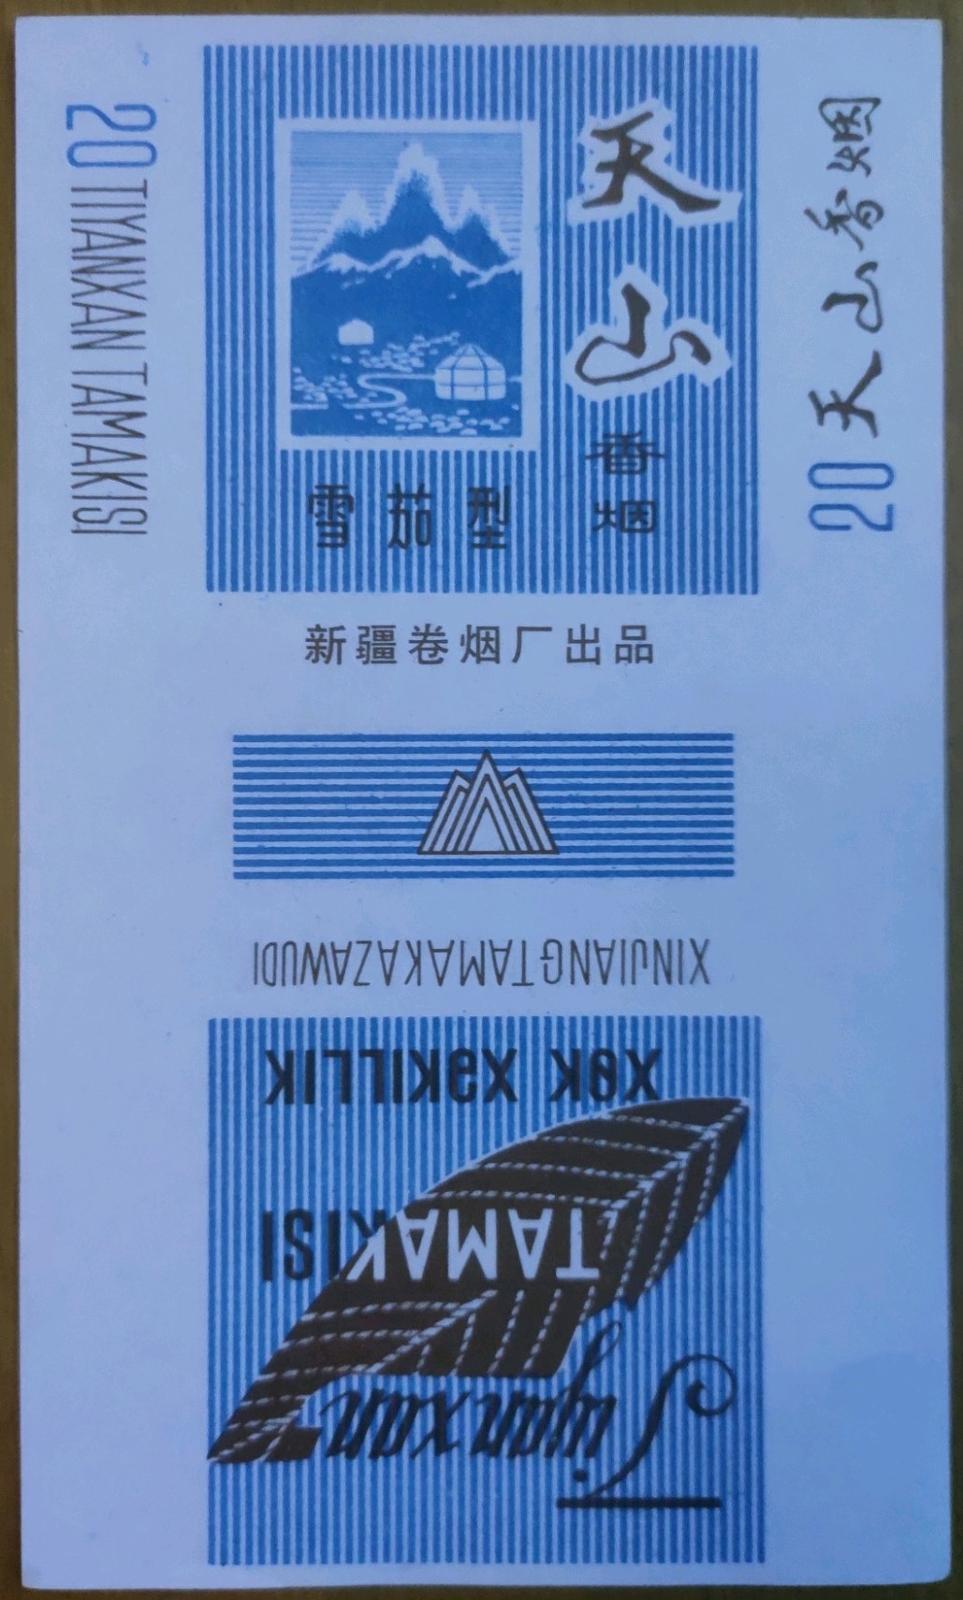 天山
香烟
雪茄型
新疆卷烟厂出品
20 天山香烟
20 TIYANXAN TAMAKISI
XINJIANG TAMAKA ZAWUDI
Tiyanxan
TAMAKISI
XɵK XƏKILLIK